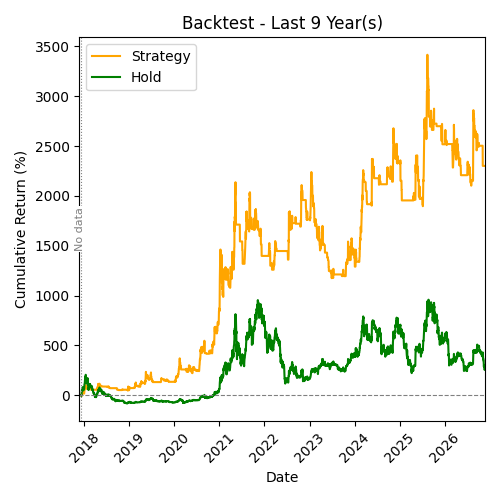 Backtest - Last 9 Year(s)
Strategy
Hold
No data
Cumulative Return (%)
3500
3000
2500
2000
1500
1000
500
0
2018
2019
2020
2021
2022
2023
2024
2025
2026
Date